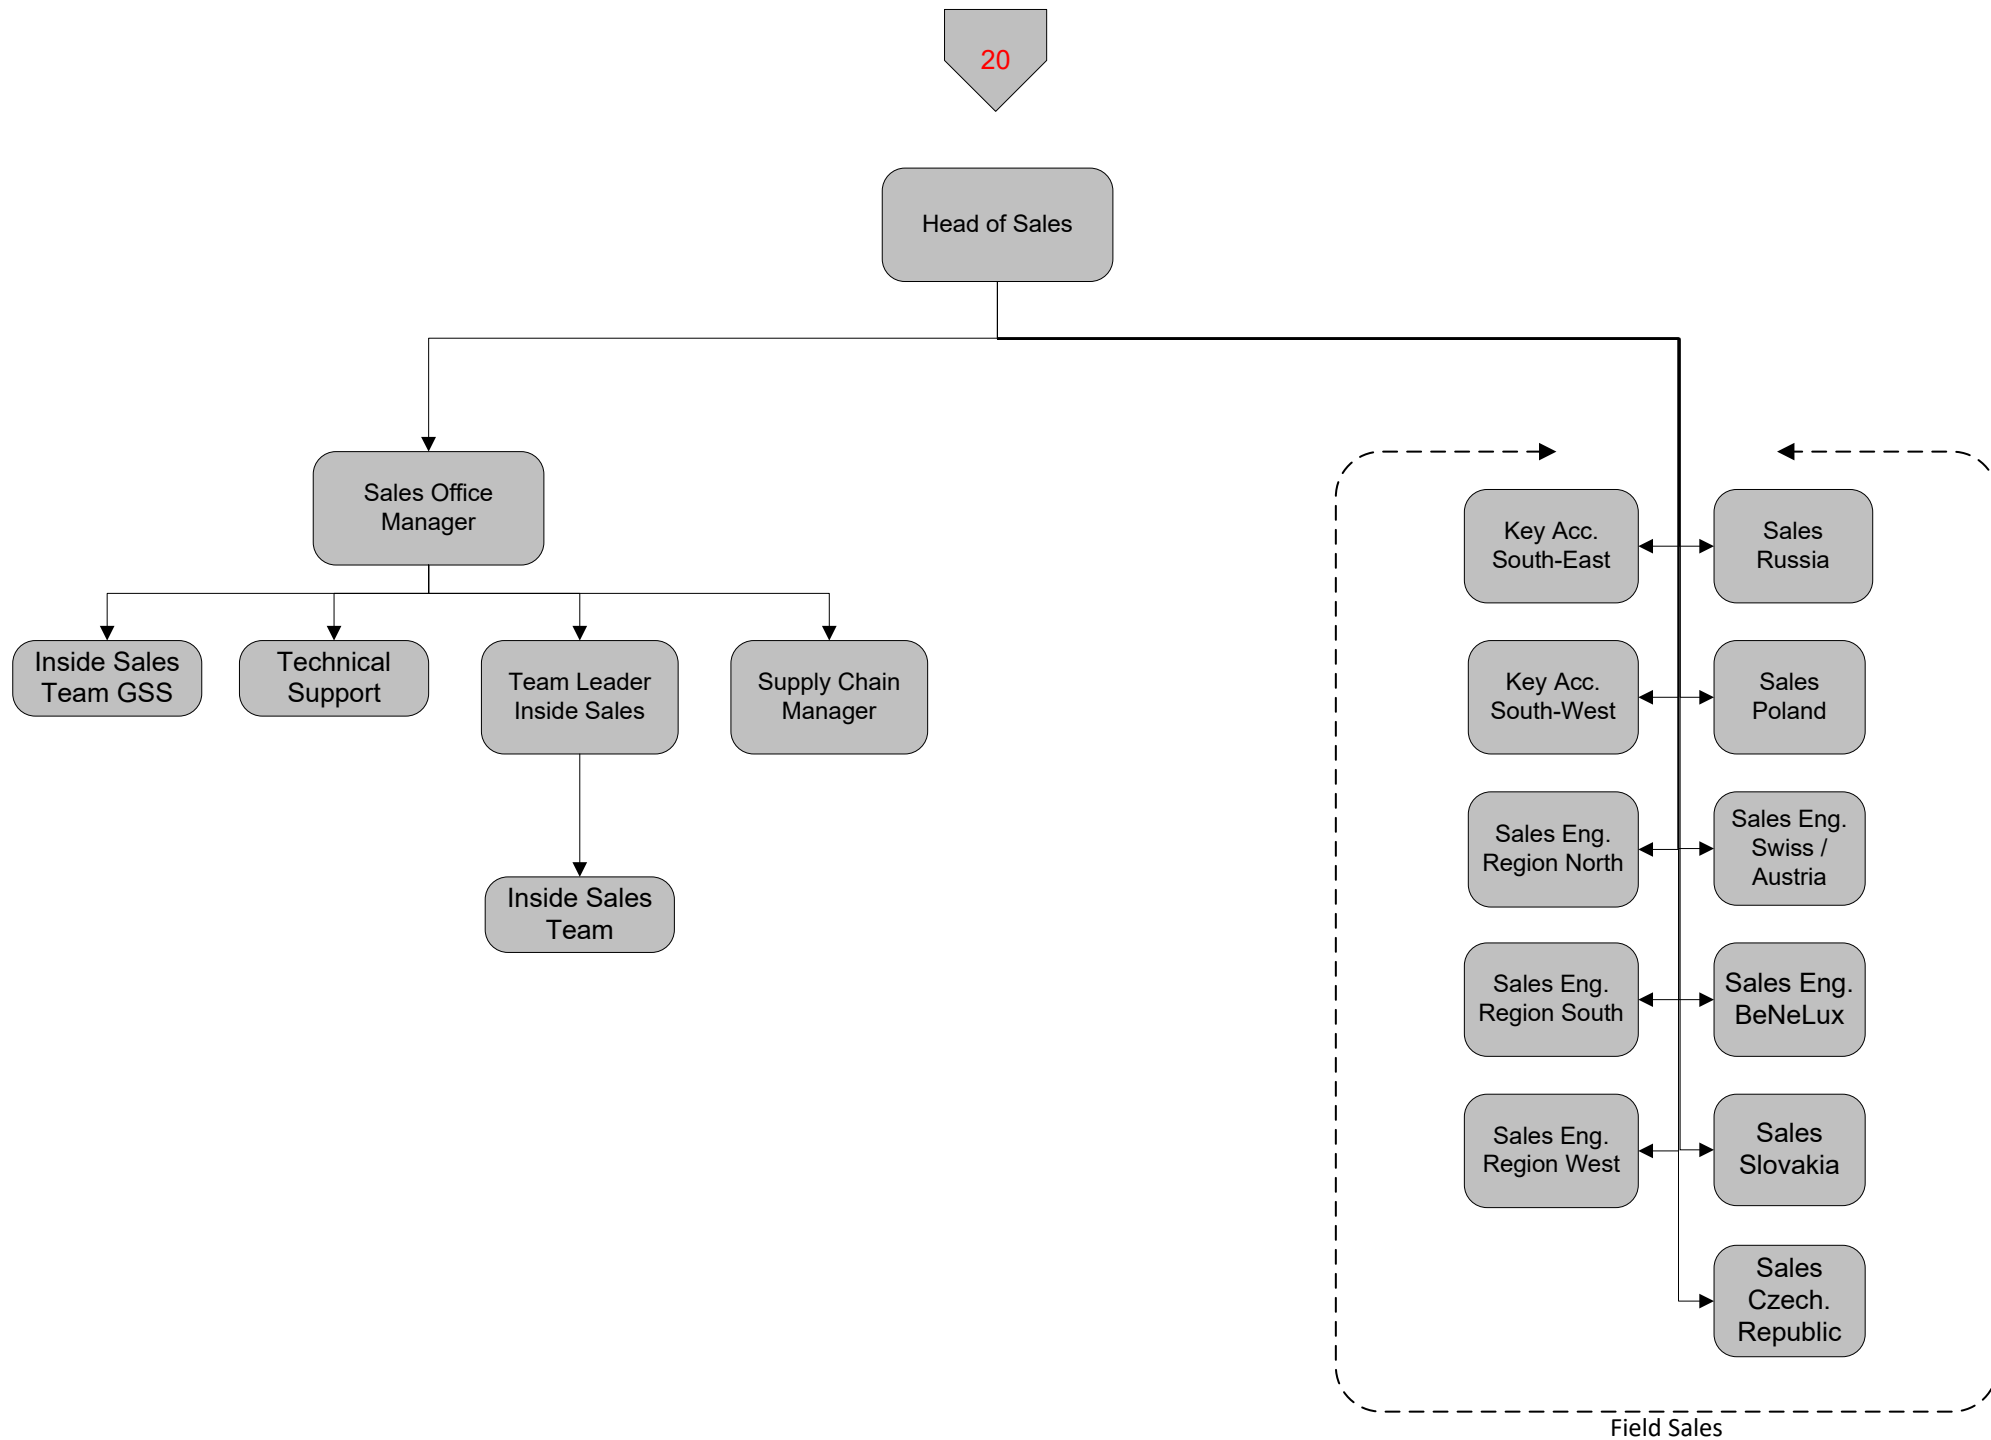 20
Head of Sales
Sales Office
Manager
Inside Sales
Team GSS
Technical
Support
Team Leader
Inside Sales
Supply Chain
Manager
Inside Sales
Team
Key Acc.
South-East
Sales
Russia
Key Acc.
South-West
Sales
Poland
Sales Eng.
Region North
Sales Eng.
Swiss /
Austria
Sales Eng.
Region South
Sales Eng.
BeNeLux
Sales Eng.
Region West
Sales
Slovakia
Sales
Czech.
Republic
Field Sales